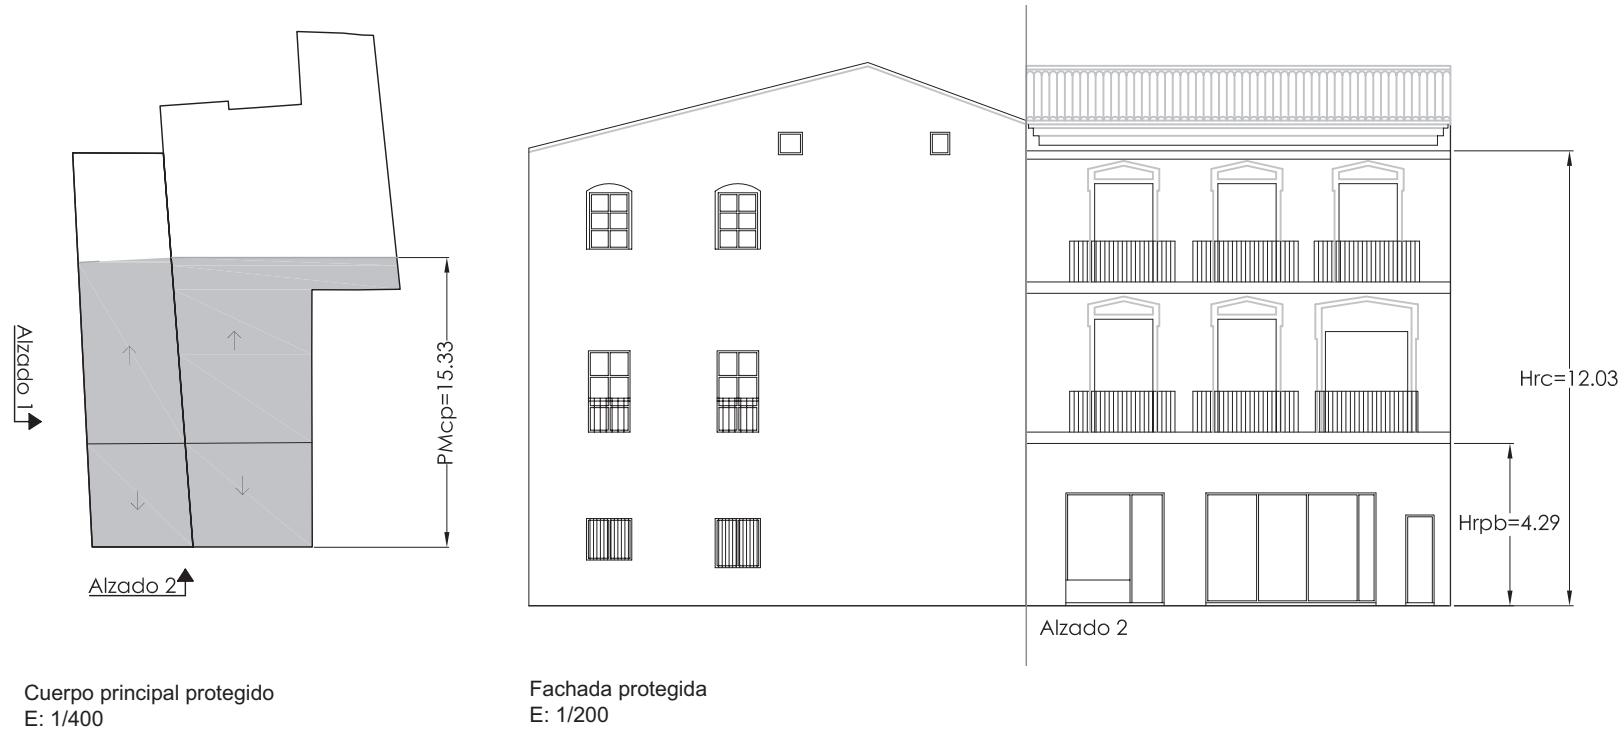 Alzado 1
PMcp=15.33
Alzado 2
Hrc=12.03
Hrpb=4.29
Alzado 2
Cuerpo principal protegido
E: 1/400
Fachada protegida
E: 1/200